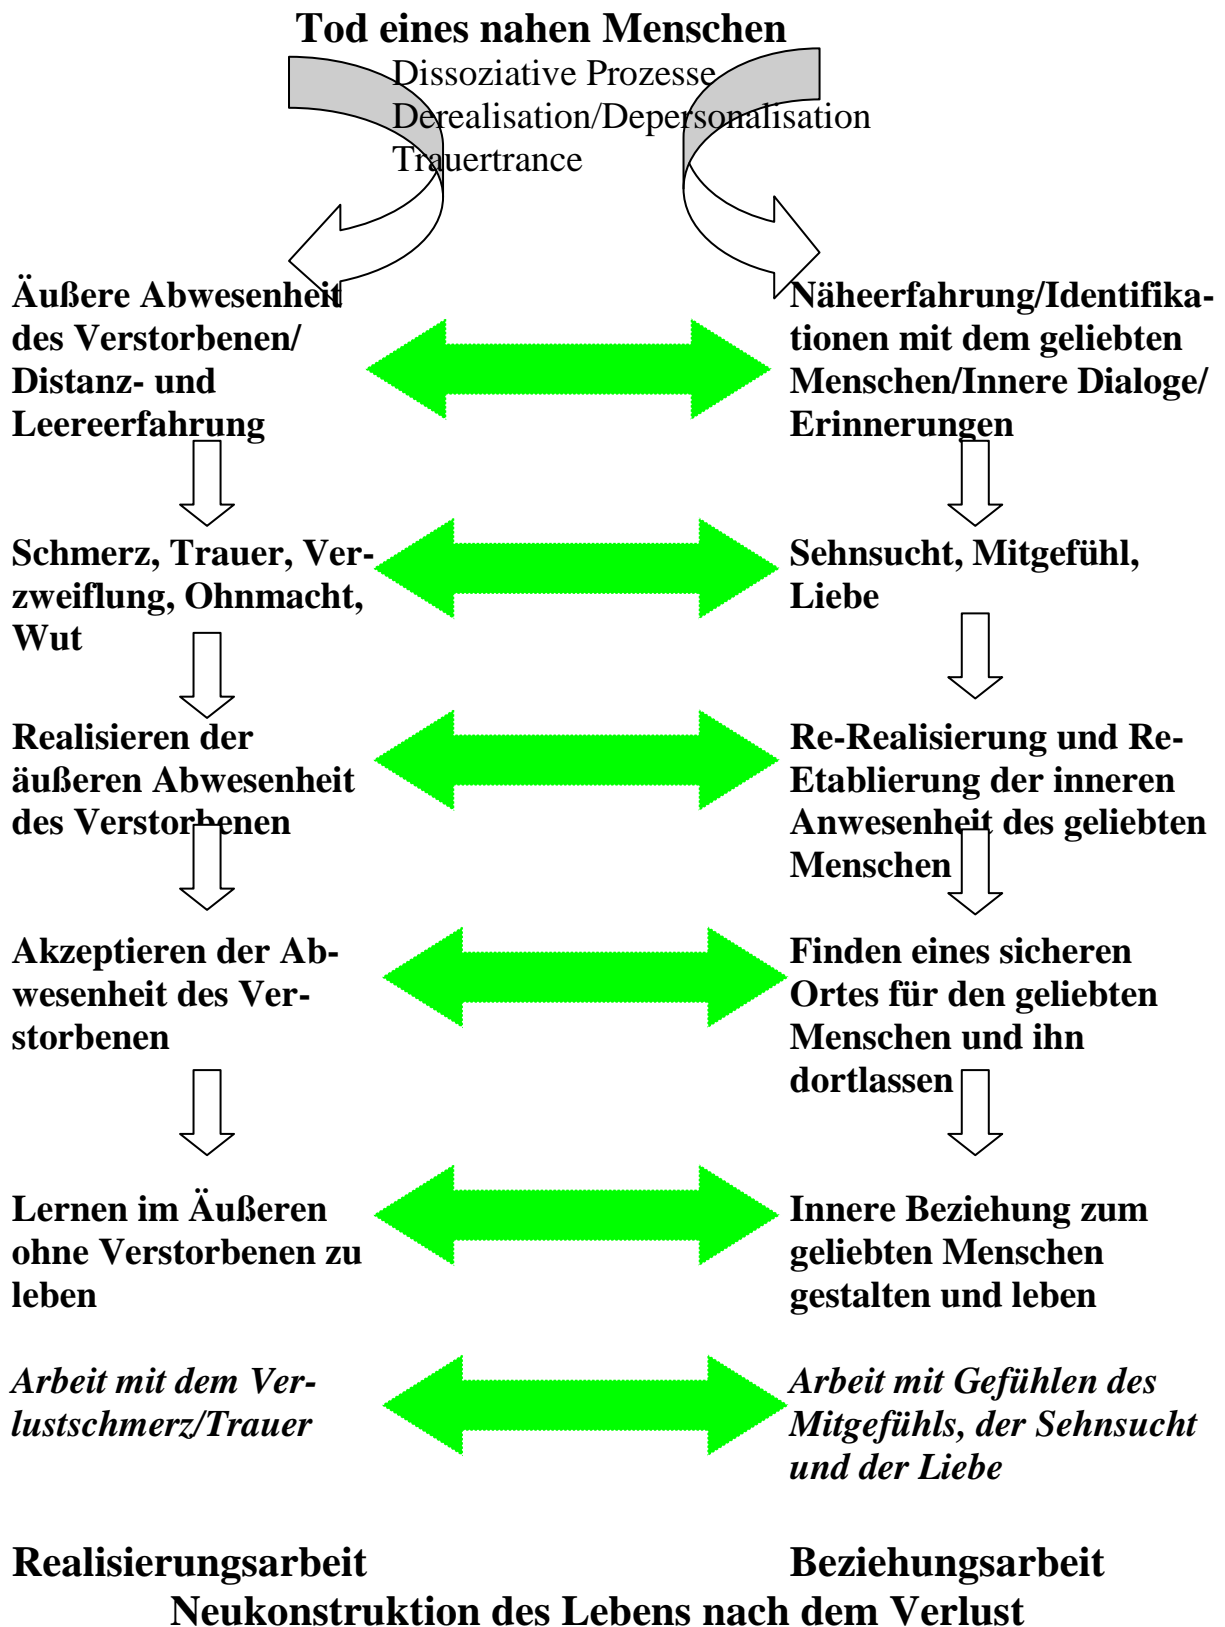 Tod eines nahen Menschen
Dissoziative Prozesse
Derealisation/Depersonalisation
Trauertrance
Äußere Abwesenheit
des Verstorbenen/
Distanz- und
Leereerfahrung
Näheerfahrung/Identifika-
tionen mit dem geliebten
Menschen/Innere Dialoge/
Erinnerungen
Schmerz, Trauer, Ver-
zweiflung, Ohnmacht,
Wut
Sehnsucht, Mitgefühl,
Liebe
Realisieren der
äußeren Abwesenheit
des Verstorbenen
Re-Realisierung und Re-
Etablierung der inneren
Anwesenheit des geliebten
Menschen
Akzeptieren der Ab-
wesenheit des Ver-
storbenen
Finden eines sicheren
Ortes für den geliebten
Menschen und ihn
dortlassen
Lernen im Äußeren
ohne Verstorbenen zu
leben
Innere Beziehung zum
geliebten Menschen
gestalten und leben
Arbeit mit dem Ver-
lustschmerz/Trauer
Arbeit mit Gefühlen des
Mitgefühls, der Sehnsucht
und der Liebe
Realisierungsarbeit
Beziehungsarbeit
Neukonstruktion des Lebens nach dem Verlust